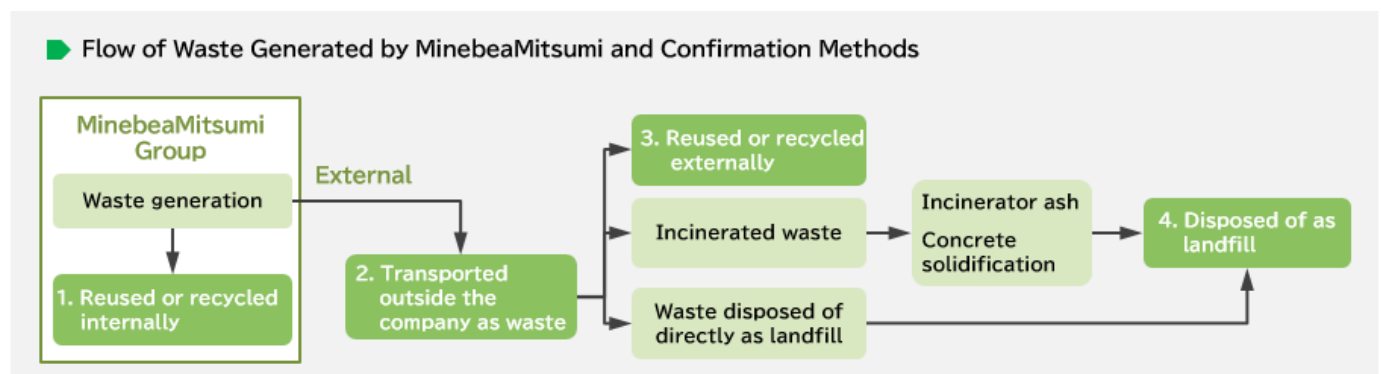 Flow of Waste Generated by MinebeaMitsumi and Confirmation Methods
MinebeaMitsumi
Group
Waste generation
1. Reused or recycled
internally
External
2. Transported
outside the
company as waste
3. Reused or recycled
externally
Incinerated waste
Waste disposed of
directly as landfill
Incinerator ash
Concrete
solidification
4. Disposed of as
landfill